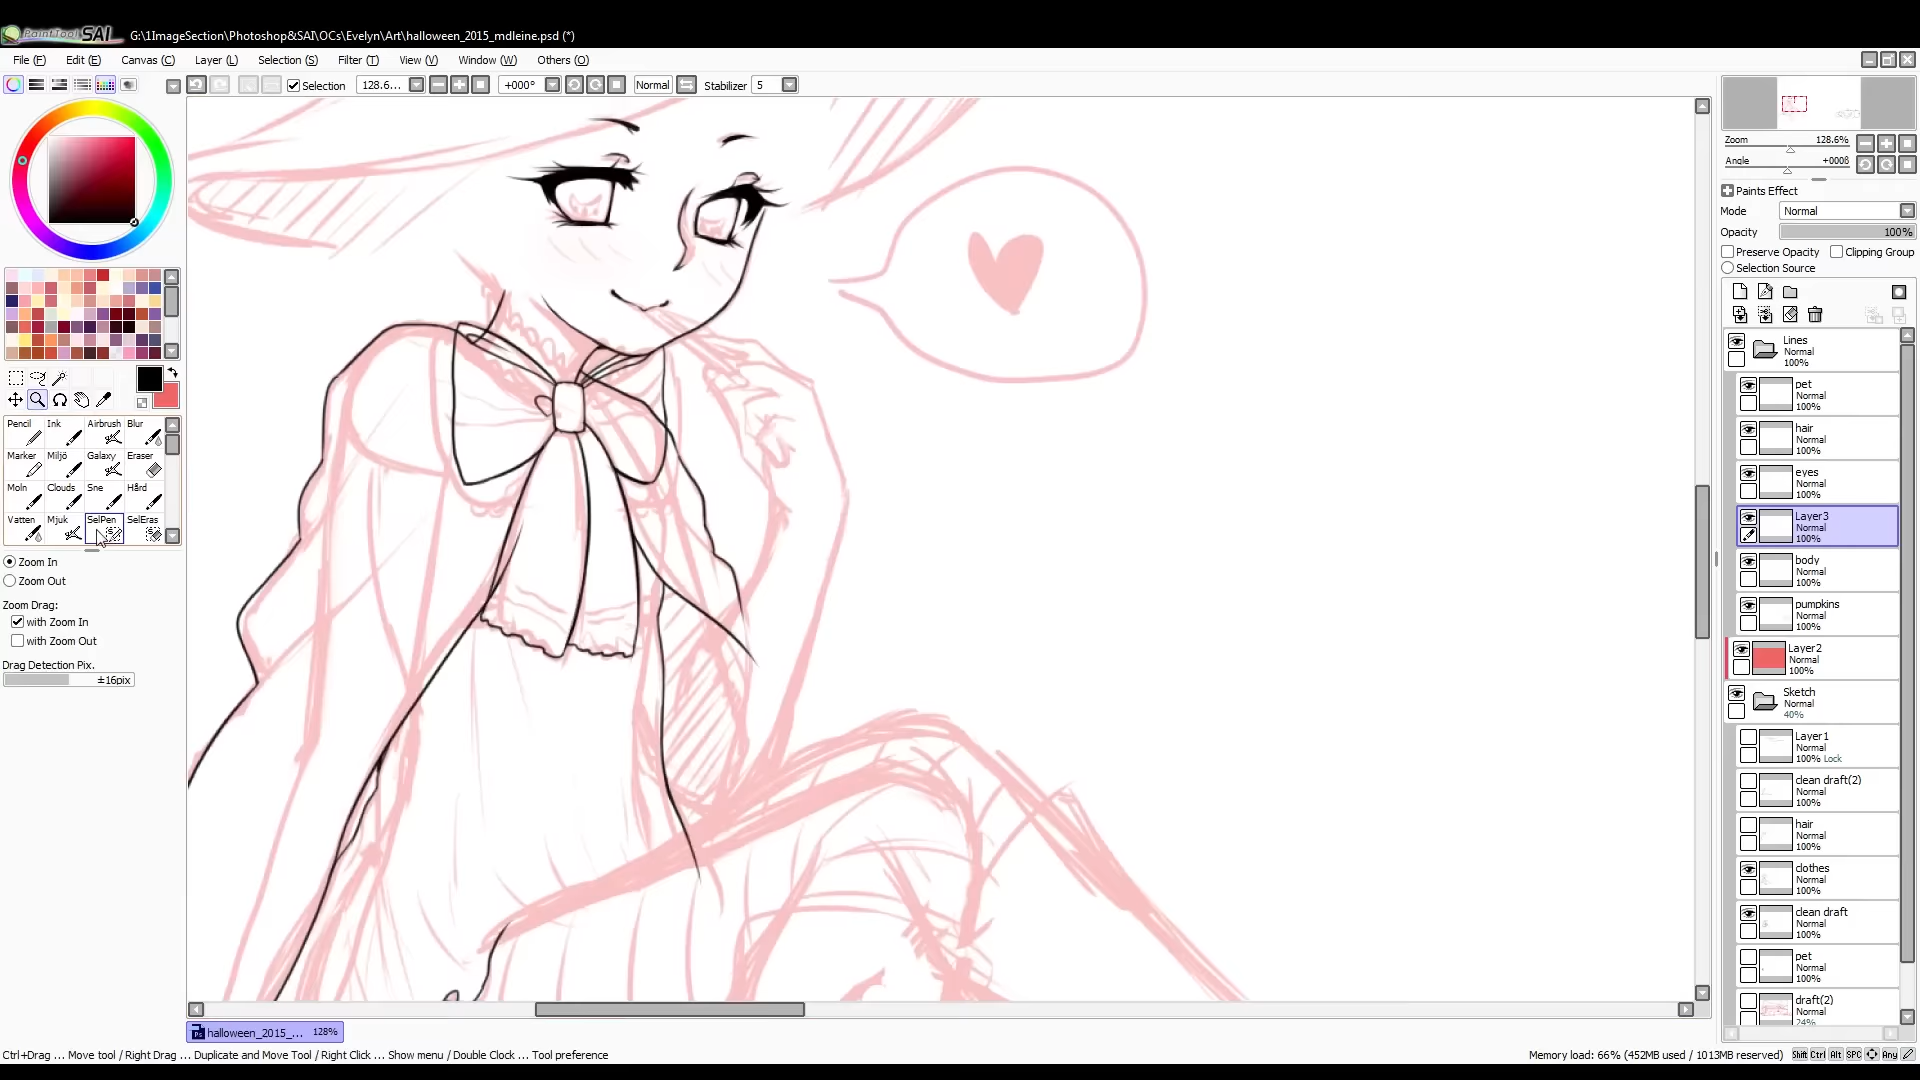 PaintTool SAI G:\1ImageSection\Photoshop&SAI\OCs\Evelyn\Art\halloween_2015_mdleine.psd (*)
File (F) Edit (E) Canvas (C) Layer (L) Selection (S) Filter (T) View (V) Window (W) Others (O)
Selection 128.6... +000° Normal Stabilizer 5
Zoom 128.6%
Angle +000ß
Paints Effect
Mode Normal
Opacity 100%
Preserve Opacity Clipping Group
Selection Source
Pencil Ink Airbrush Blur
Marker Miljö Galaxy Eraser
Moln Clouds Sne Hård
Vatten Mjuk SelPen SelEras
Zoom In
Zoom Out
Zoom Drag:
with Zoom In
with Zoom Out
Drag Detection Pix.
±16pix
Lines
Normal
100%
pet
Normal
100%
hair
Normal
100%
eyes
Normal
100%
Layer3
Normal
100%
body
Normal
100%
pumpkins
Normal
100%
Layer2
Normal
100%
Sketch
Normal
40%
Layer1
Normal
100% Lock
clean draft(2)
Normal
100%
hair
Normal
100%
clothes
Normal
100%
clean draft
Normal
100%
pet
Normal
100%
draft(2)
Normal
24%
halloween_2015_... 128%
Ctrl+Drag ... Move tool / Right Drag ... Duplicate and Move Tool / Right Click ... Show menu / Double Clock ... Tool preference
Memory load: 66% (452MB used / 1013MB reserved) Shift Ctrl Alt SPC Any